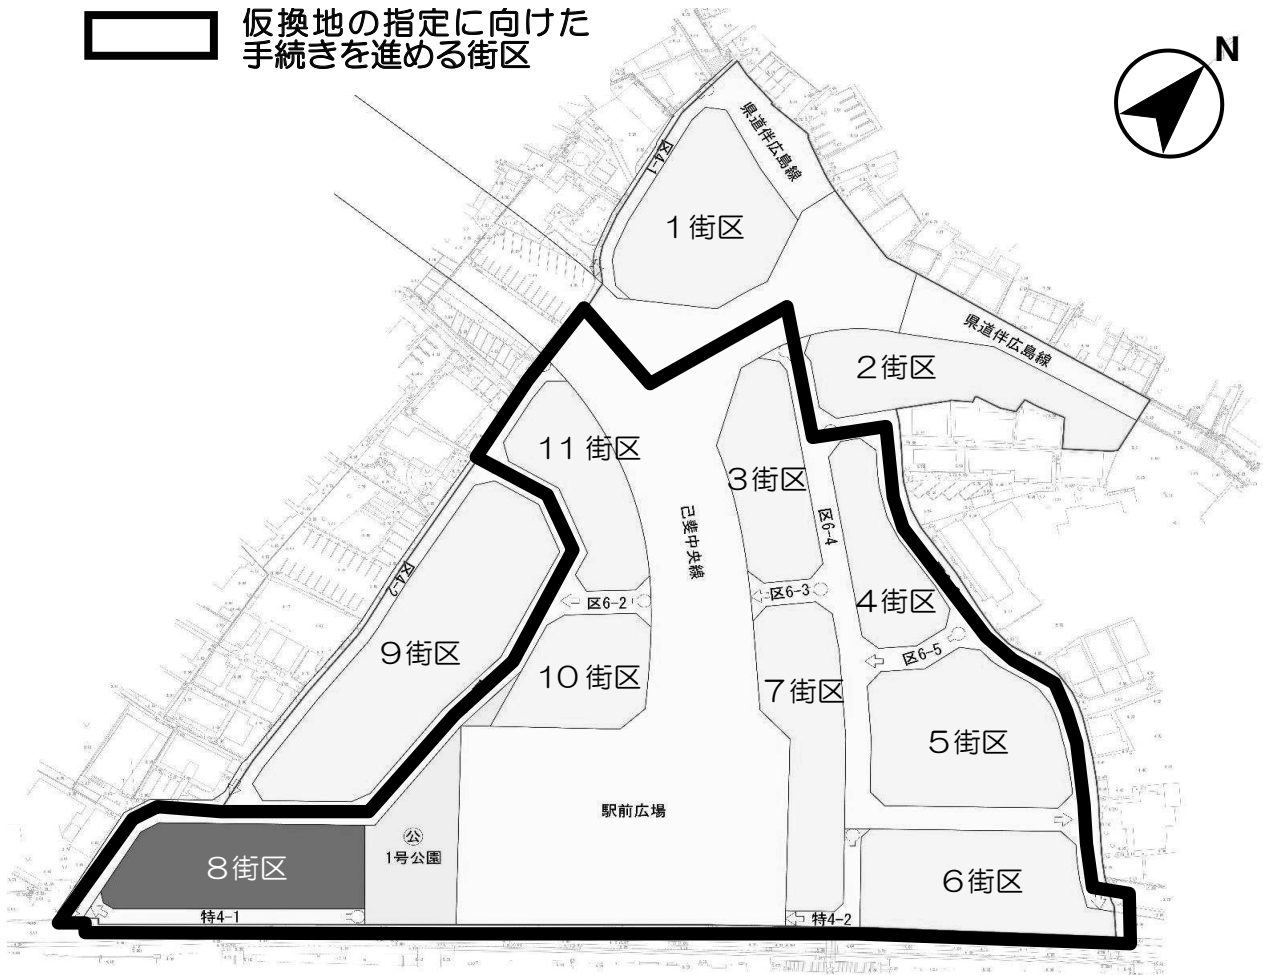 仮換地の指定に向けた
手続きを進める街区
N
県道伴広島線
区4-1
1街区
県道伴広島線
2街区
11街区
3街区
己斐中央線
区6-4
区4-2
区6-2
区6-3
4街区
9街区
区6-5
10街区
7街区
5街区
駅前広場
公
1号公園
8街区
6街区
特4-1
特4-2